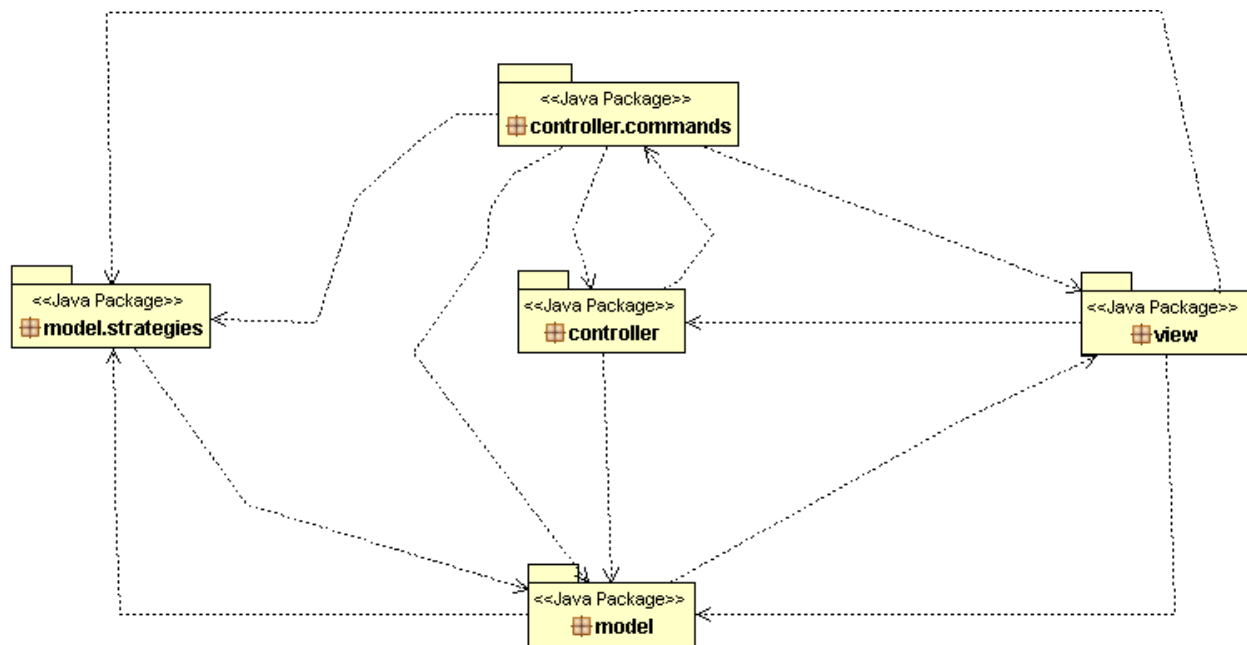 <<Java Package>>
controller.commands
<<Java Package>>
model.strategies
<<Java Package>>
controller
<<Java Package>>
view
<<Java Package>>
model